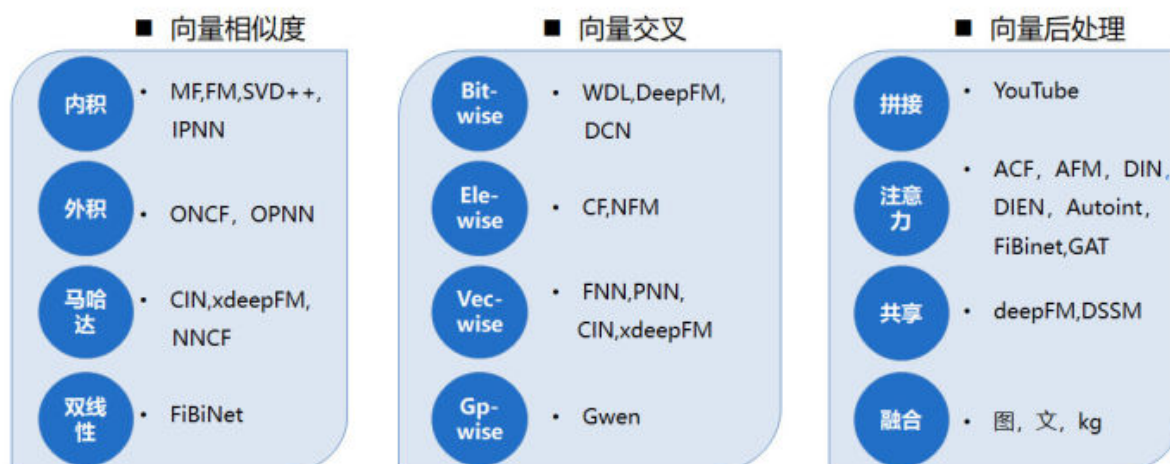 ■ 向量相似度
内积
• MF,FM,SVD++,
IPNN
外积
• ONCF，OPNN
马哈
达
• CIN,xdeepFM,
NNCF
双线
性
• FiBiNet
■ 向量交叉
Bit-
wise
• WDL,DeepFM,
DCN
Ele-
wise
• CF,NFM
Vec-
wise
• FNN,PNN,
CIN,xdeepFM
Gp-
wise
• Gwen
■ 向量后处理
拼接
• YouTube
注意
力
• ACF，AFM，DIN，
DIEN，Autoint，
FiBinet,GAT
共享
• deepFM,DSSM
融合
• 图，文，kg